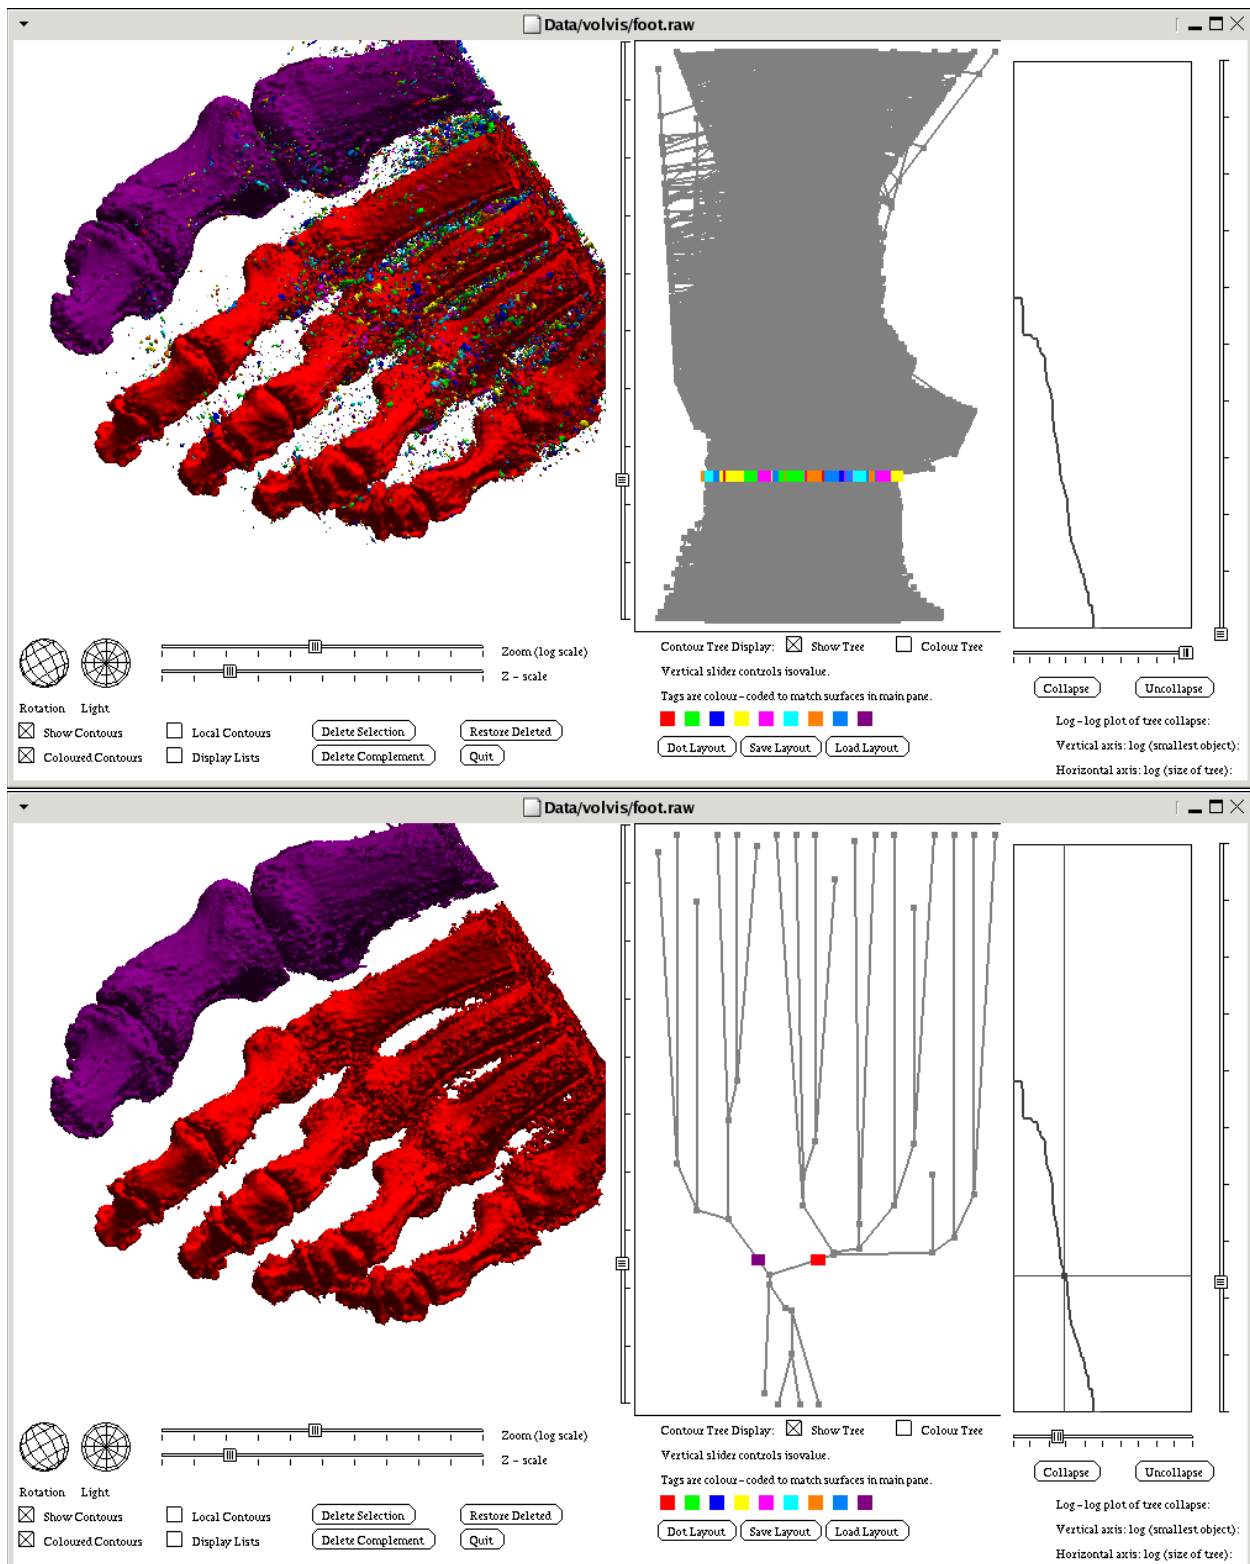 Data/volvis/foot.raw
Zoom (log scale)
Z - scale
Rotation Light
Show Contours
Local Contours
Delete Selection
Restore Deleted
Coloured Contours
Display Lists
Delete Complement
Quit
Contour Tree Display: Show Tree Colour Tree
Vertical slider controls isovalue.
Tags are colour-coded to match surfaces in main pane.
Dot Layout Save Layout Load Layout
Collapse Uncollapse
Log-log plot of tree collapse:
Vertical axis: log (smallest object):
Horizontal axis: log (size of tree):
Data/volvis/foot.raw
Zoom (log scale)
Z - scale
Rotation Light
Show Contours
Local Contours
Delete Selection
Restore Deleted
Coloured Contours
Display Lists
Delete Complement
Quit
Contour Tree Display: Show Tree Colour Tree
Vertical slider controls isovalue.
Tags are colour-coded to match surfaces in main pane.
Dot Layout Save Layout Load Layout
Collapse Uncollapse
Log-log plot of tree collapse:
Vertical axis: log (smallest object):
Horizontal axis: log (size of tree):